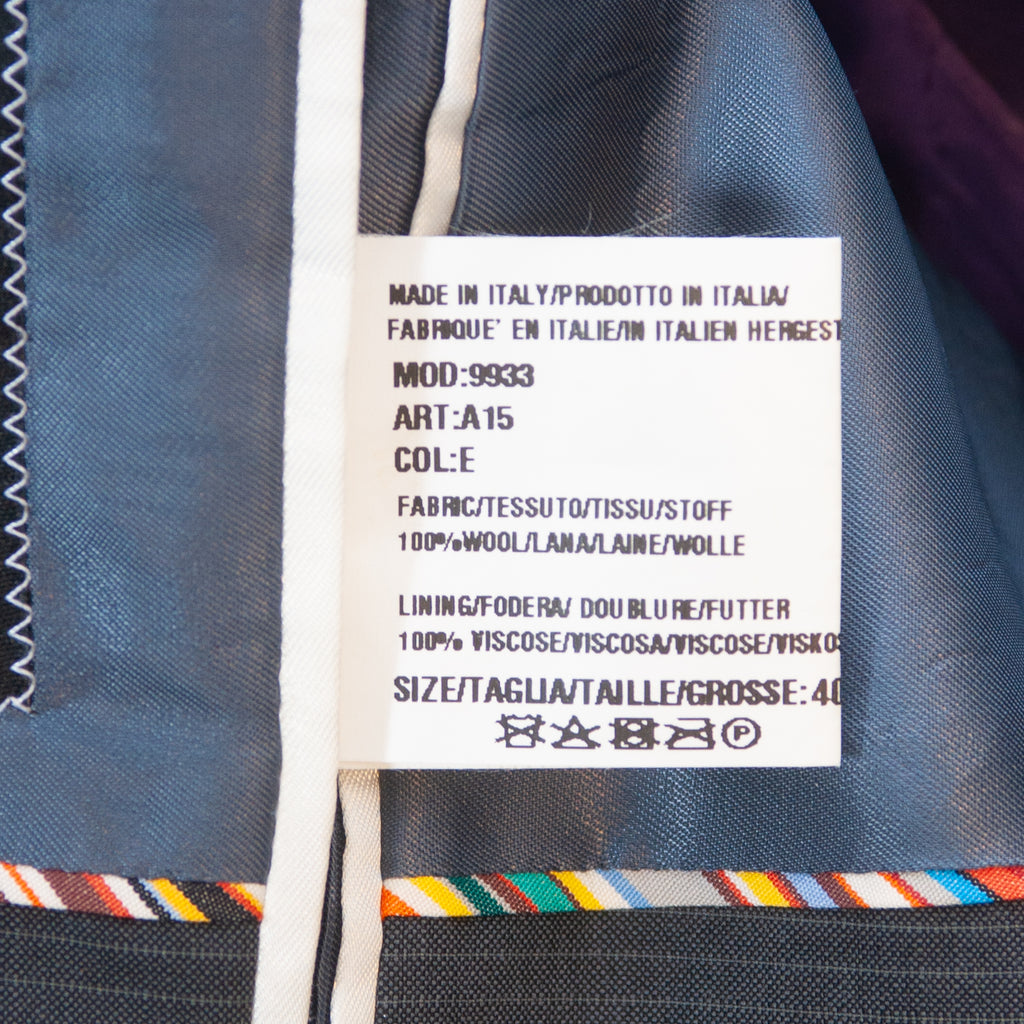 MADE IN ITALY/PRODOTTO IN ITALIA/
FABRIQUE' EN ITALIE/IN ITALIEN HERGEST
MOD:9933
ART:A15
COL:E
FABRIC/TESSUTO/TISSU/STOFF
100%WOOL/LANA/LAINE/WOLLE
LINING/FODERA/ DOUBLURE/FUTTER
100% VISCOSE/VISCOSA/VISCOSE/VISKOS
SIZE/TAGLIA/TAILLE/GROSSE:40
P